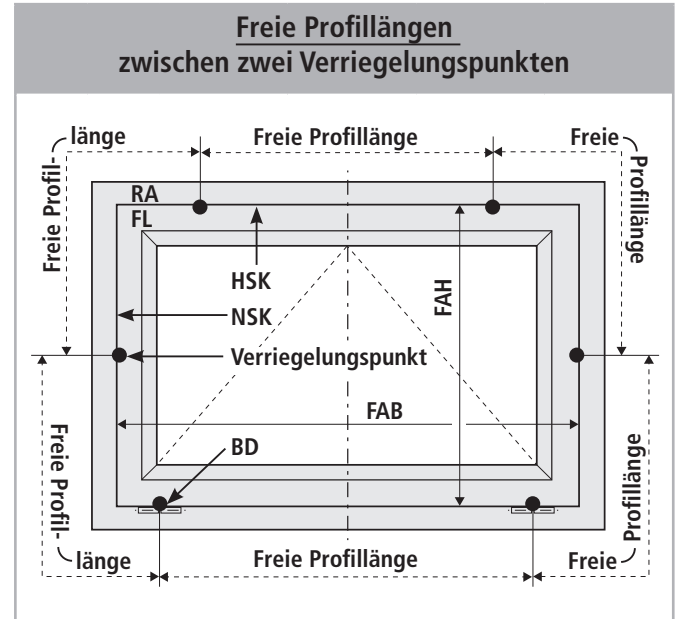 Freie Profillängen
zwischen zwei Verriegelungspunkten
Freie Profil-
länge
Freie Profillänge
Freie
Profillänge
RA
FL
HSK
FAH
NSK
Verriegelungspunkt
FAB
BD
Freie Profil-
länge
Freie Profillänge
Freie
Profillänge